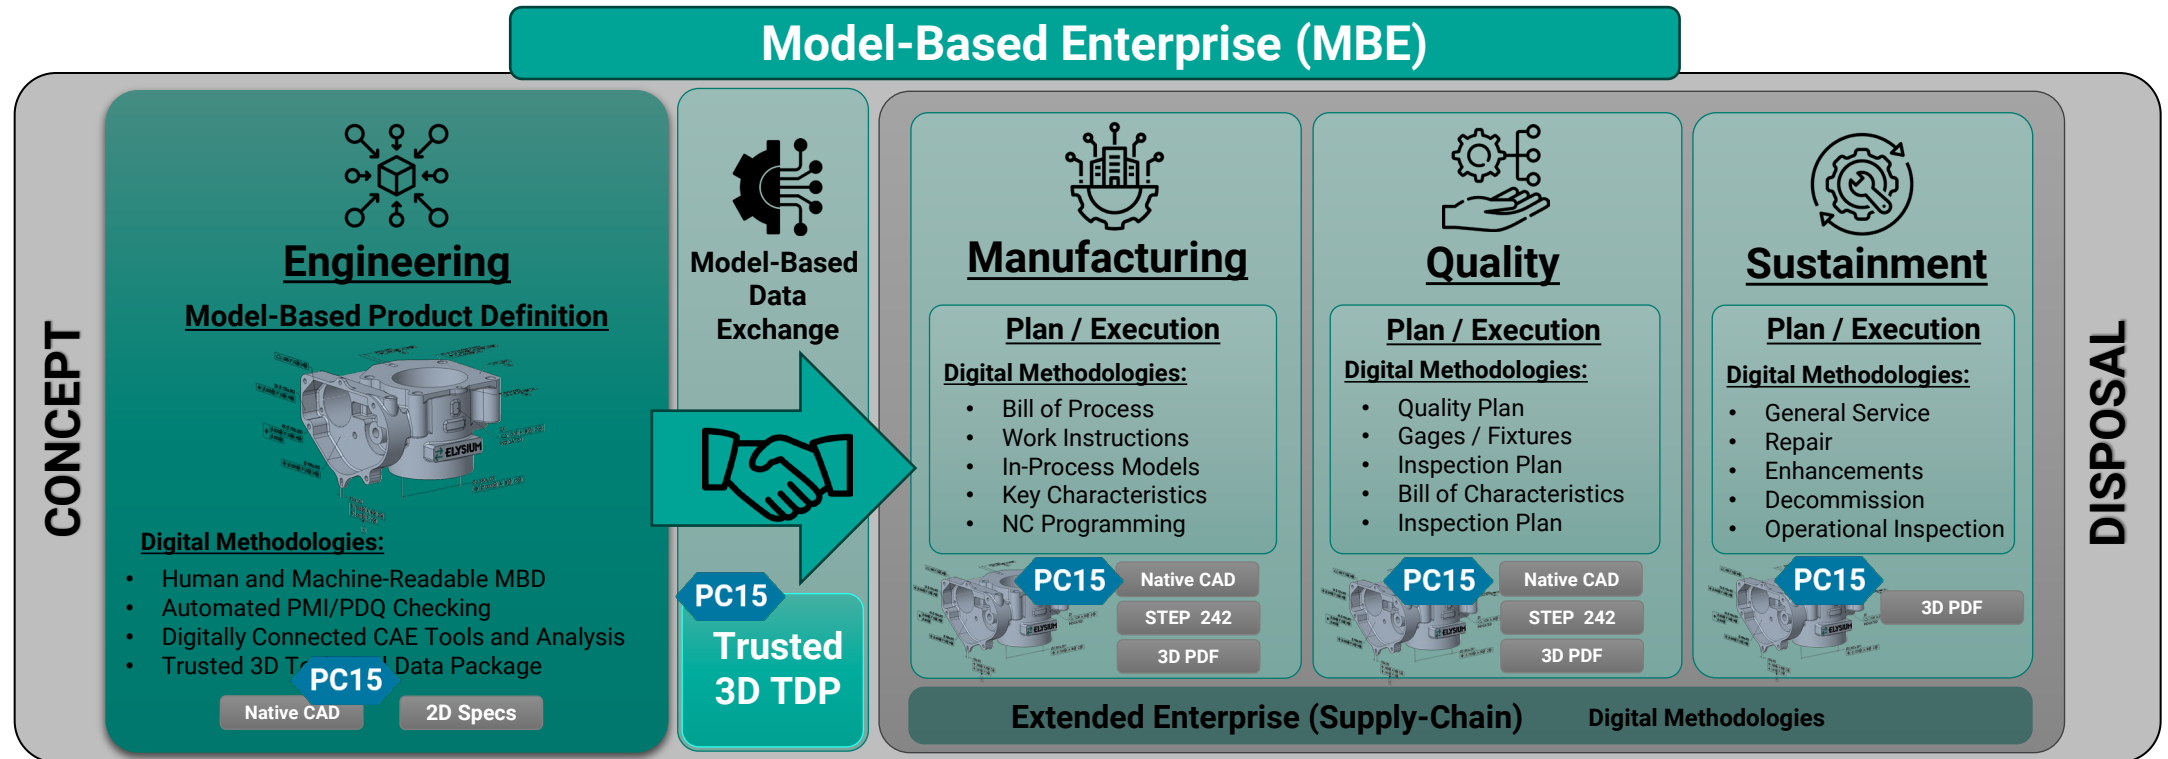 Model-Based Enterprise (MBE)
CONCEPT
Engineering
Model-Based Product Definition
ELYSIUM
Digital Methodologies:
• Human and Machine-Readable MBD
• Automated PMI/PDQ Checking
• Digitally Connected CAE Tools and Analysis
• Trusted 3D Data Package
PC15
Native CAD
2D Specs
Model-Based
Data
Exchange
PC15
Trusted
3D TDP
Manufacturing
Plan / Execution
Digital Methodologies:
• Bill of Process
• Work Instructions
• In-Process Models
• Key Characteristics
• NC Programming
PC15
ELYSIUM
Native CAD
STEP 242
3D PDF
Quality
Plan / Execution
Digital Methodologies:
• Quality Plan
• Gages / Fixtures
• Inspection Plan
• Bill of Characteristics
• Inspection Plan
PC15
ELYSIUM
Native CAD
STEP 242
3D PDF
Sustainment
Plan / Execution
Digital Methodologies:
• General Service
• Repair
• Enhancements
• Decommission
• Operational Inspection
PC15
ELYSIUM
3D PDF
Extended Enterprise (Supply-Chain) Digital Methodologies
DISPOSAL